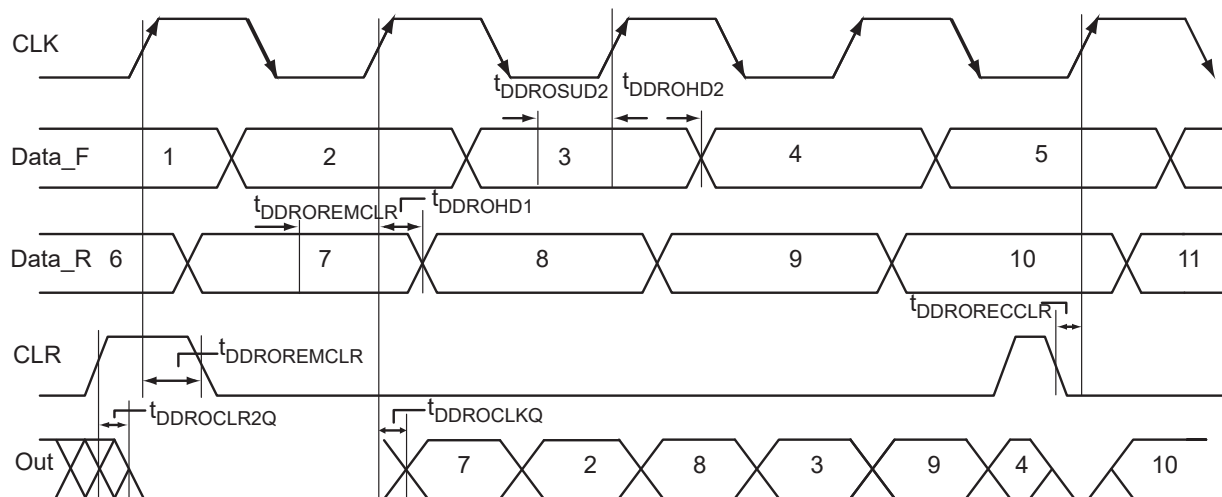 CLK
tDDROSUD2 tDDROHD2
Data_F 1 2 3 4 5
tDDROREMCLR tDDROHD1
Data_R 6 7 8 9 10 11
tDDRORECCLR
CLR tDDROREMCLR
tDDROCLR2Q tDDROCLKQ
Out 7 2 8 3 9 4 10